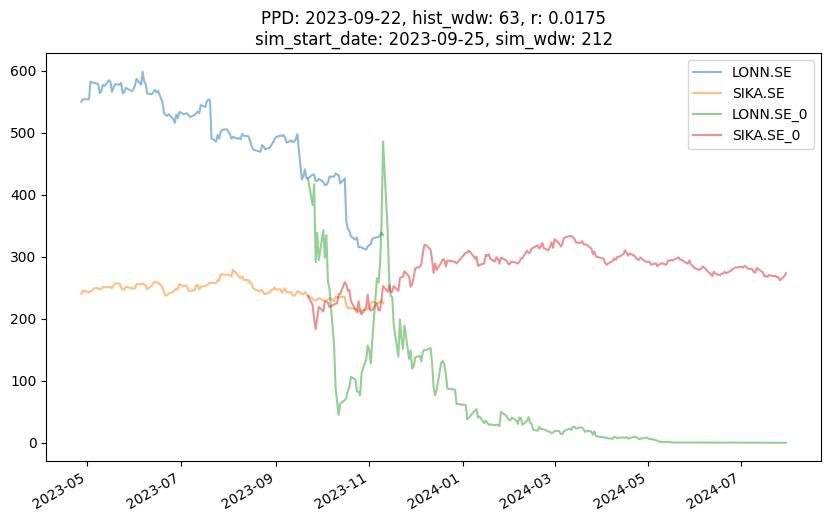 PPD: 2023-09-22, hist_wdw: 63, r: 0.0175
sim_start_date: 2023-09-25, sim_wdw: 212
LONN.SE
SIKA.SE
LONN.SE_0
SIKA.SE_0
600
500
400
300
200
100
0
2023-05
2023-07
2023-09
2023-11
2024-01
2024-03
2024-05
2024-07